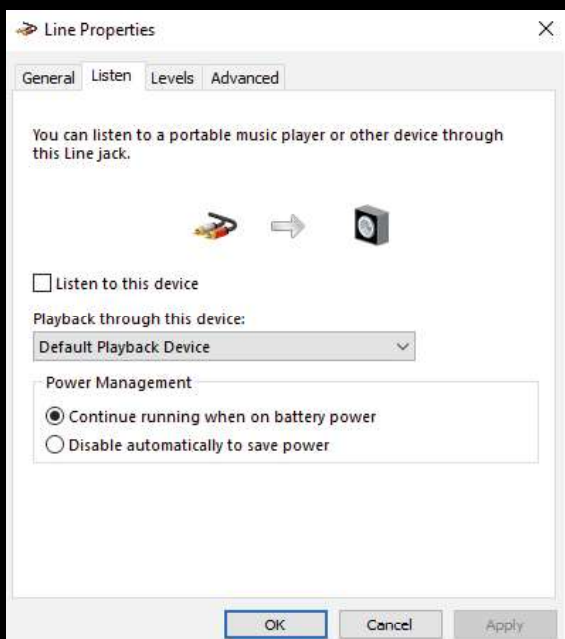 Line Properties
General Listen Levels Advanced
You can listen to a portable music player or other device through
this Line jack.
Listen to this device
Playback through this device:
Default Playback Device
Power Management
Continue running when on battery power
Disable automatically to save power
OK Cancel Apply